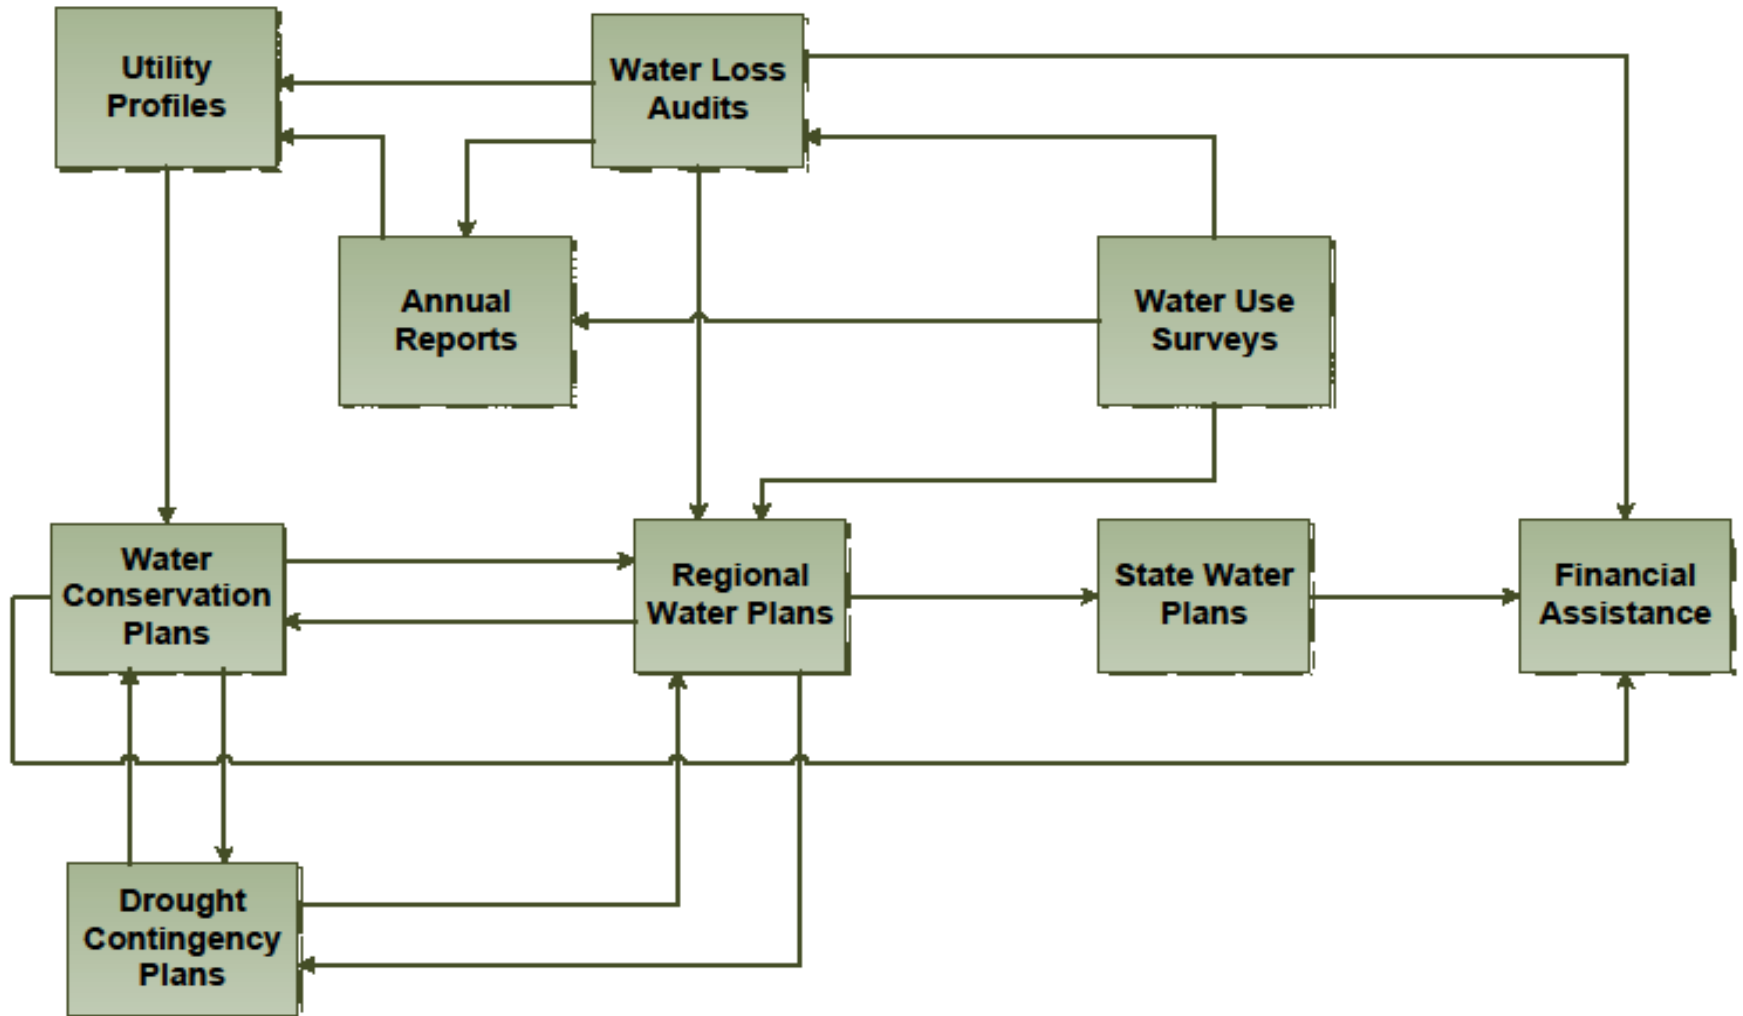 Utility
Profiles
Water Loss
Audits
Annual
Reports
Water Use
Surveys
Water
Conservation
Plans
Regional
Water Plans
State Water
Plans
Financial
Assistance
Drought
Contingency
Plans